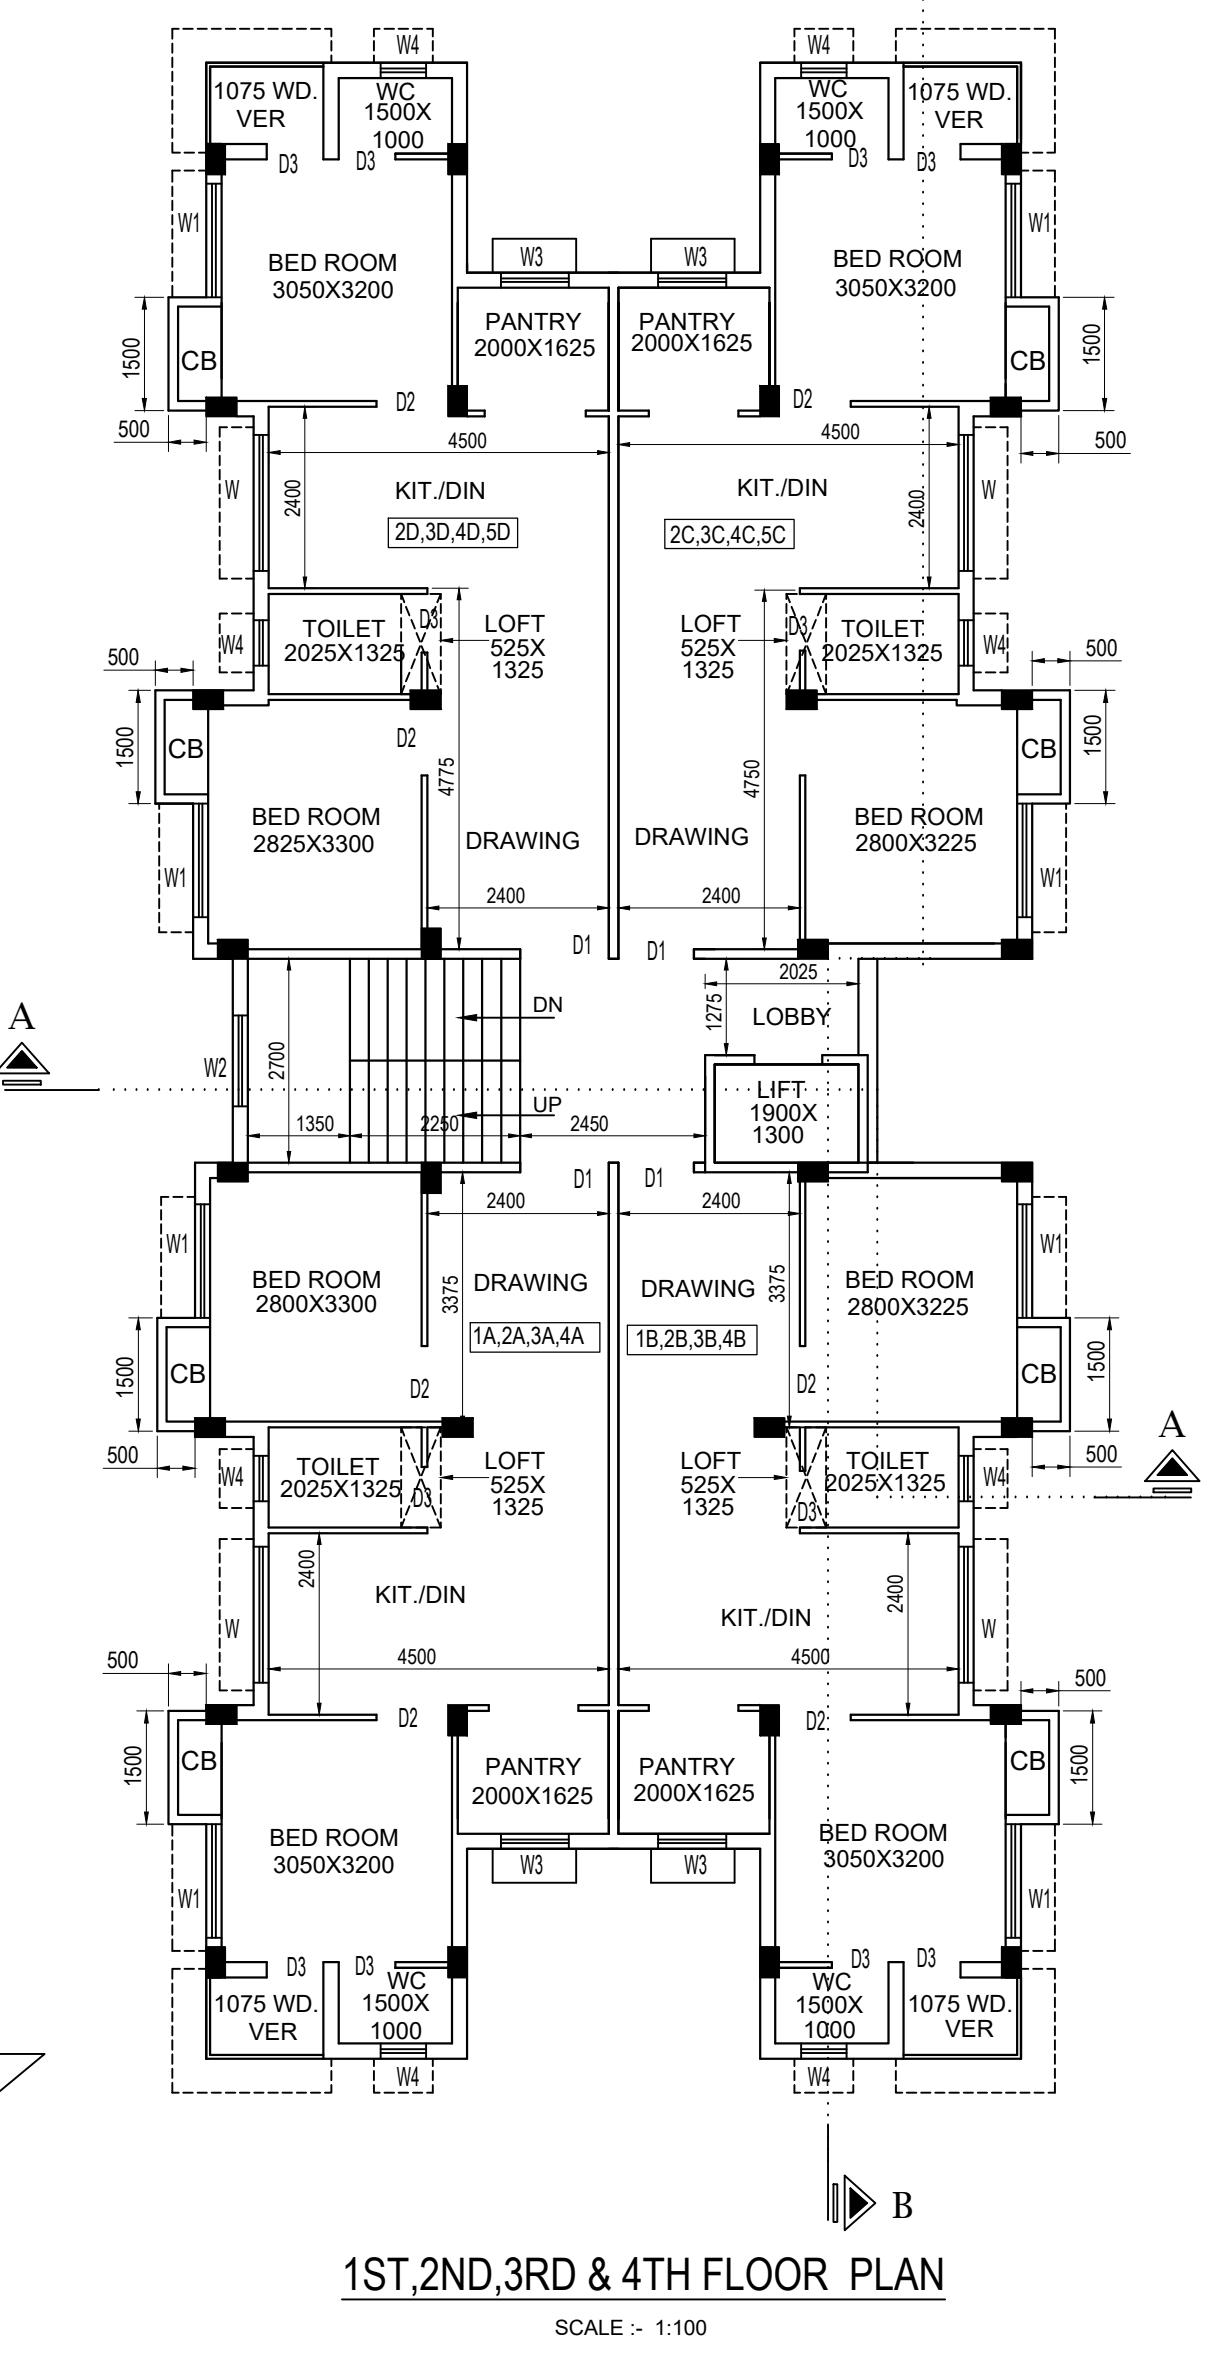 W4
W4
1075 WD.
VER
WC
1500X
1000
WC
1500X
1000
1075 WD.
VER
D3
D3
D3
D3
W1
W1
W3
W3
BED ROOM
3050X3200
BED ROOM
3050X3200
PANTRY
2000X1625
PANTRY
2000X1625
1500
CB
CB
1500
D2
D2
500
4500
4500
500
W
2400
KIT./DIN
KIT./DIN
2400
W
2D,3D,4D,5D
2C,3C,4C,5C
W4
TOILET
2025X1325
D3
LOFT
525X
1325
LOFT
525X
1325
D3
TOILET
2025X1325
W4
500
500
1500
CB
D2
CB
1500
4775
4750
BED ROOM
2825X3300
DRAWING
DRAWING
BED ROOM
2800X3225
W1
W1
2400
2400
D1
D1
2025
A
DN
1275
LOBBY
W2
2700
LIFT
1900X
1300
UP
1350
2250
2450
D1
D1
2400
2400
W1
W1
3375
3375
BED ROOM
2800X3300
DRAWING
DRAWING
BED ROOM
2800X3225
1A,2A,3A,4A
1B,2B,3B,4B
1500
CB
D2
D2
CB
1500
A
500
500
W4
TOILET
2025X1325
D3
LOFT
525X
1325
LOFT
525X
1325
D3
TOILET
2025X1325
W4
2400
KIT./DIN
KIT./DIN
2400
W
W
500
4500
4500
500
D2
D2
1500
CB
PANTRY
2000X1625
PANTRY
2000X1625
CB
1500
BED ROOM
3050X3200
BED ROOM
3050X3200
W3
W3
W1
W1
D3
D3
D3
D3
1075 WD.
VER
WC
1500X
1000
WC
1500X
1000
1075 WD.
VER
W4
W4
B
1ST,2ND,3RD & 4TH FLOOR PLAN
SCALE :- 1:100